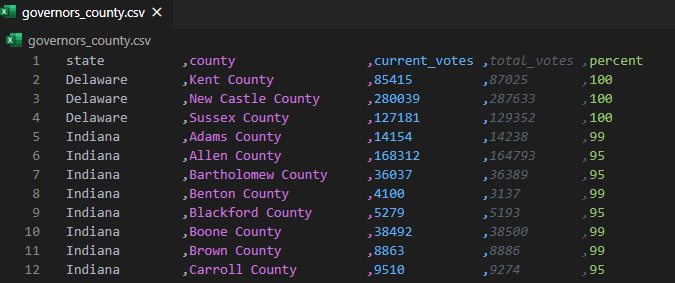 governors_county.csv ×
governors_county.csv
1 state ,county ,current_votes ,total_votes ,percent
2 Delaware ,Kent County ,85415 ,87025 ,100
3 Delaware ,New Castle County ,280039 ,287633 ,100
4 Delaware ,Sussex County ,127181 ,129352 ,100
5 Indiana ,Adams County ,14154 ,14238 ,99
6 Indiana ,Allen County ,168312 ,164793 ,95
7 Indiana ,Bartholomew County ,36037 ,36389 ,95
8 Indiana ,Benton County ,4100 ,3137 ,99
9 Indiana ,Blackford County ,5279 ,5193 ,95
10 Indiana ,Boone County ,38492 ,38500 ,99
11 Indiana ,Brown County ,8863 ,8886 ,99
12 Indiana ,Carroll County ,9510 ,9274 ,95